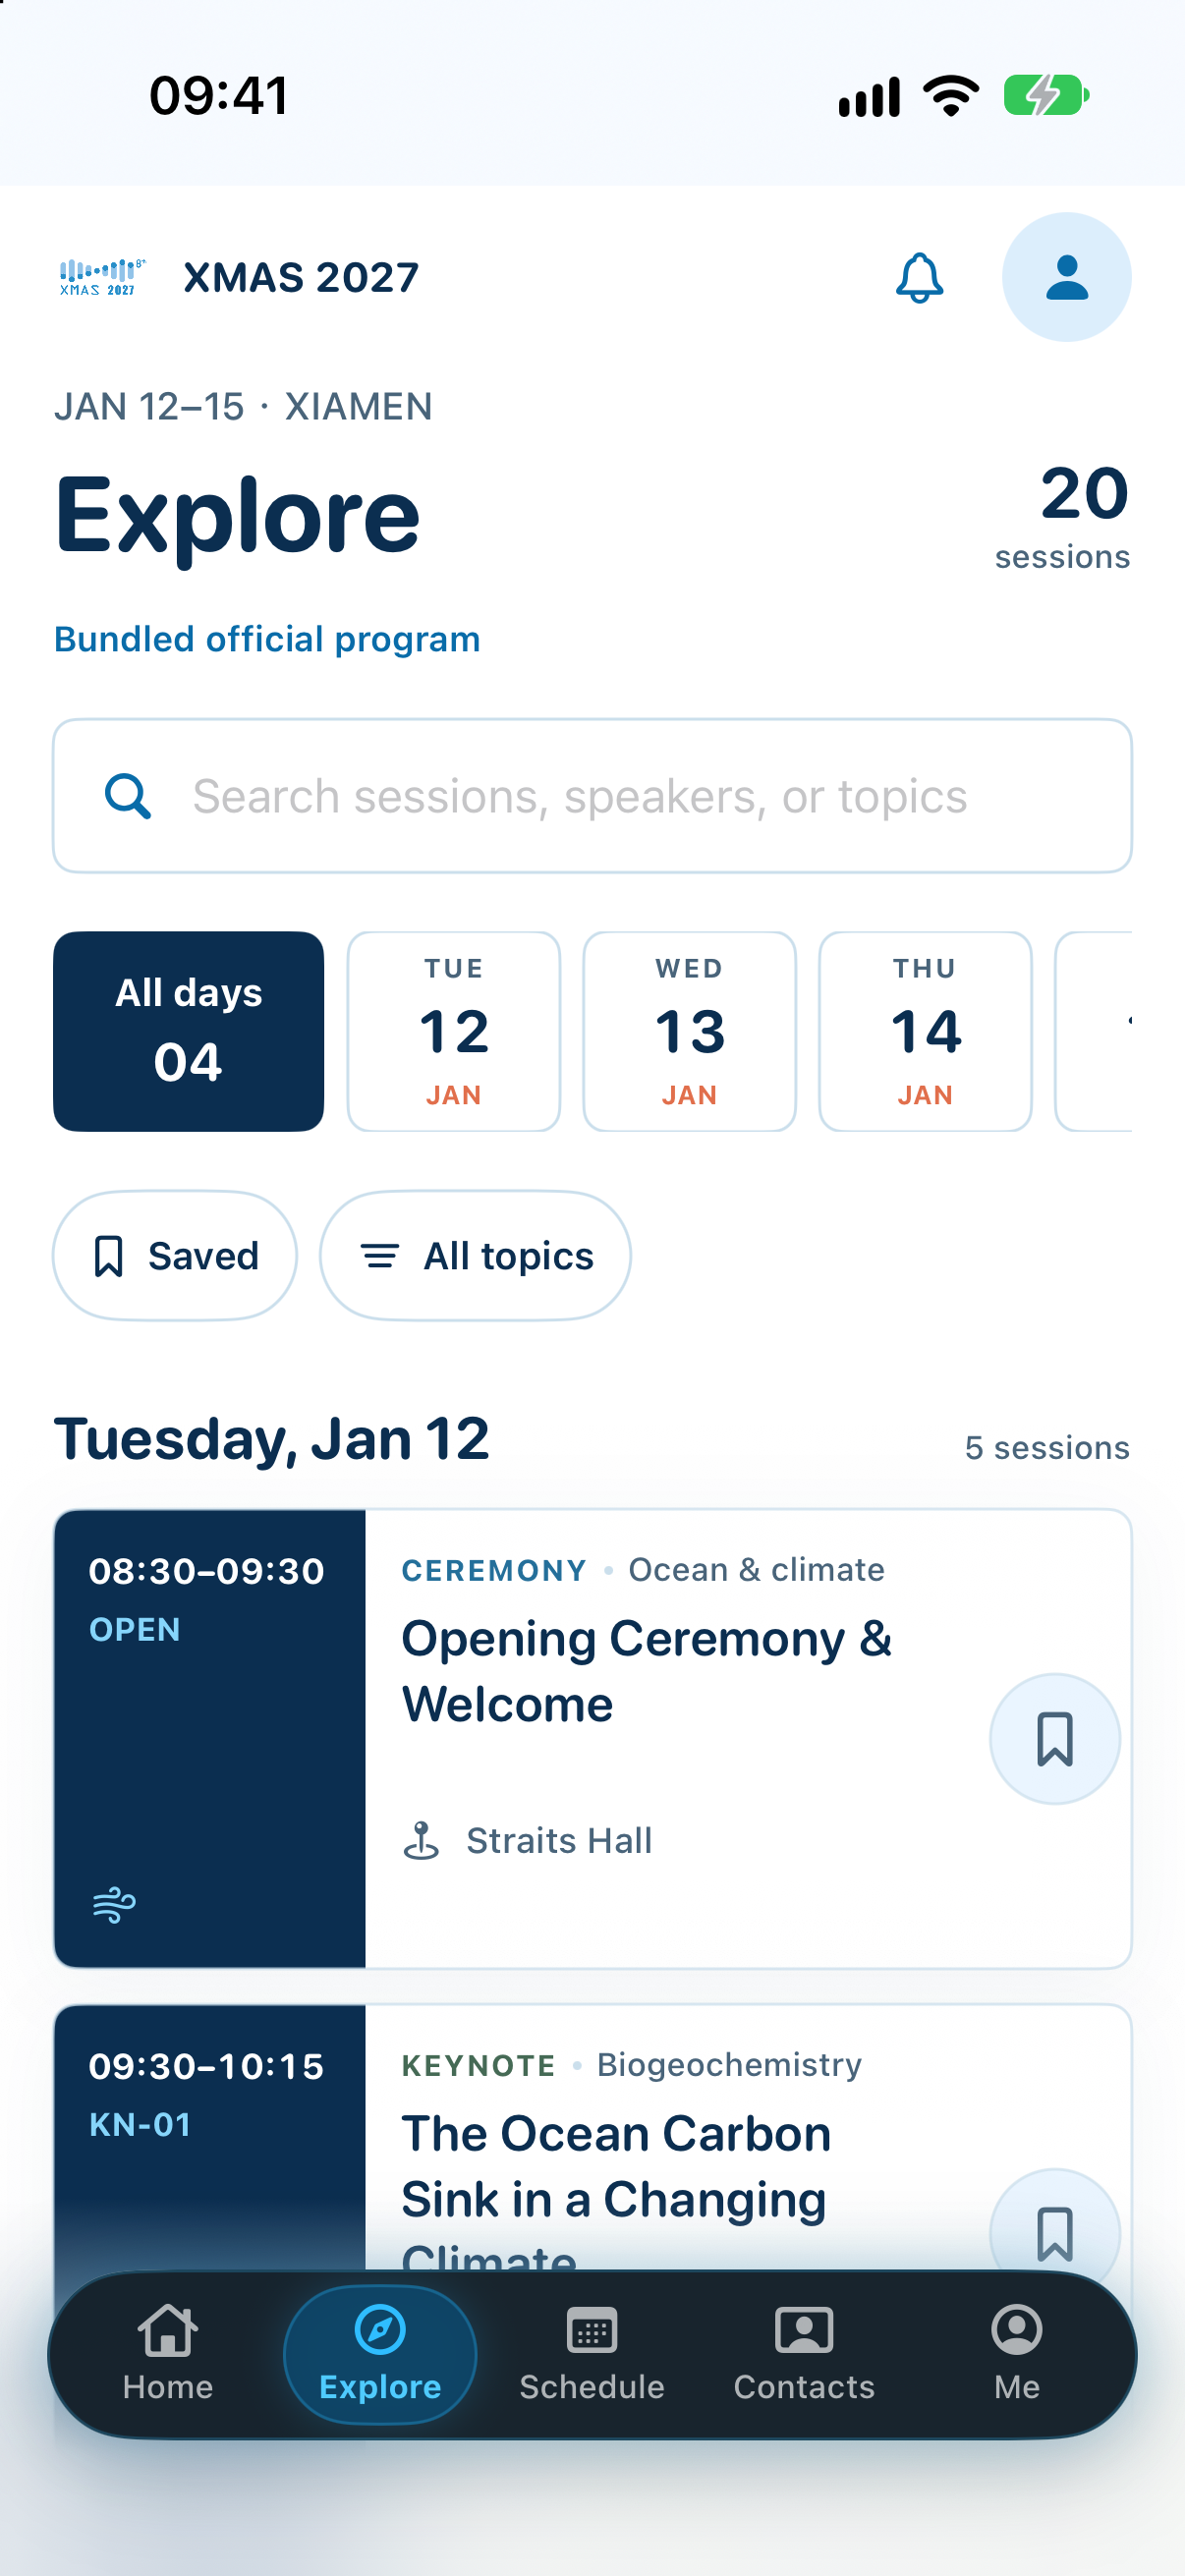 09:41
XMAS 2027
XMAS 2027
JAN 12–15 · XIAMEN
Explore
20
sessions
Bundled official program
Search sessions, speakers, or topics
All days
04
TUE
12
JAN
WED
13
JAN
THU
14
JAN
Saved
All topics
Tuesday, Jan 12
5 sessions
08:30–09:30
OPEN
CEREMONY • Ocean & climate
Opening Ceremony &
Welcome
Straits Hall
09:30–10:15
KN-01
KEYNOTE • Biogeochemistry
The Ocean Carbon
Sink in a Changing
Climate
Home
Explore
Schedule
Contacts
Me